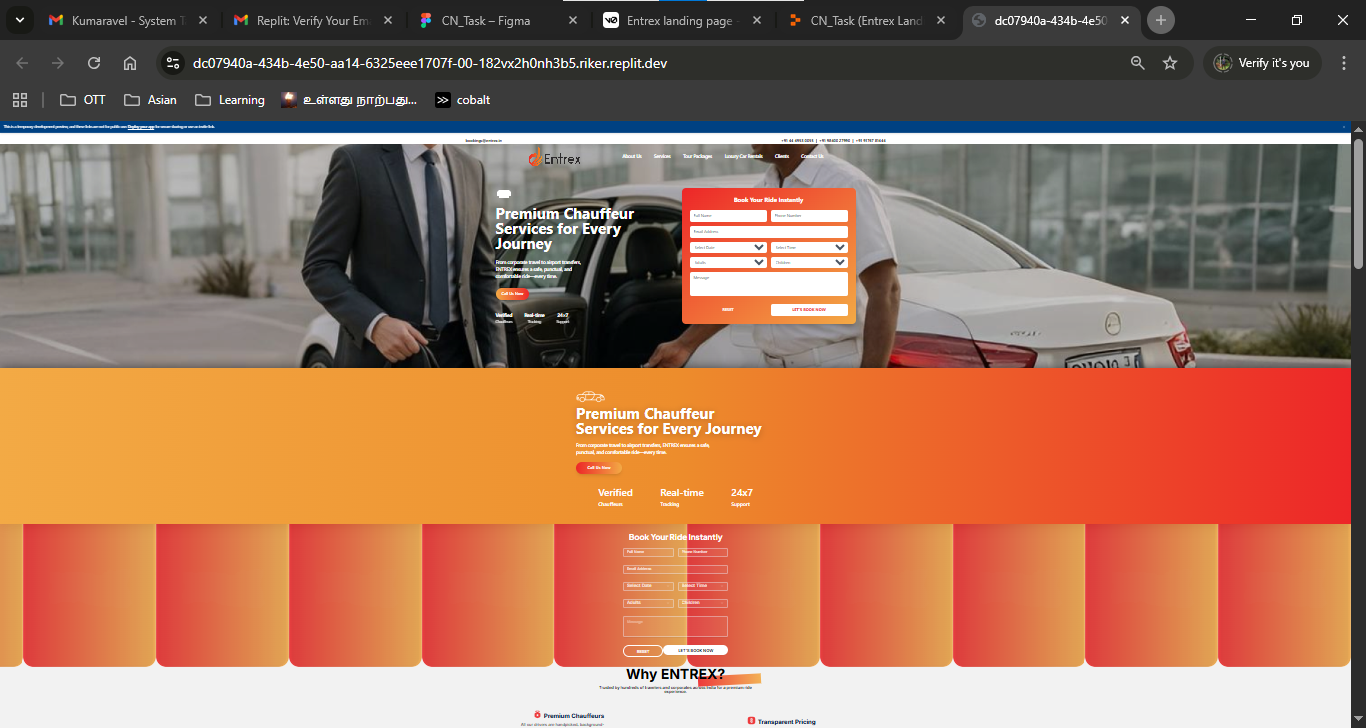 Kumaravel - System T
Replit: Verify Your Em
CN_Task – Figma
Entrex landing page -
CN_Task (Entrex Land
dc07940a-434b-4e50
dc07940a-434b-4e50-aa14-6325eee1707f-00-182vx2h0nh3b5.riker.replit.dev
Verify it's you
OTT
Asian
Learning
உள்ளது நாற்பது...
cobalt
This is a temporary development preview, and these links are not for public use. Deploy your app for secure sharing or use an invite link.
bookings@entrex.in
Entrex
About Us
Services
Tour Packages
Luxury Car Rentals
Clients
Contact Us
Premium Chauffeur
Services for Every
Journey
From corporate travel to airport transfers,
ENTREX ensures a safe, punctual, and
comfortable ride—every time.
Call Us Now
Verified Real-time 24x7
Chauffeurs Tracking Support
Book Your Ride Instantly
Full Name Phone Number
Email Address
Select Date Select Time
Adults Children
Message
RESET LET'S BOOK NOW
Premium Chauffeur
Services for Every Journey
From corporate travel to airport transfers, ENTREX ensures a safe,
punctual, and comfortable ride—every time.
Call Us Now
Verified Real-time 24x7
Chauffeurs Tracking Support
Book Your Ride Instantly
Full Name Phone Number
Email Address
Select Date Select Time
Adults Children
Message
RESET LET'S BOOK NOW
Why ENTREX?
Trusted by hundreds of travelers and corporates across India for a premium ride
experience.
Premium Chauffeurs
All our drivers are handpicked, background-
Transparent Pricing